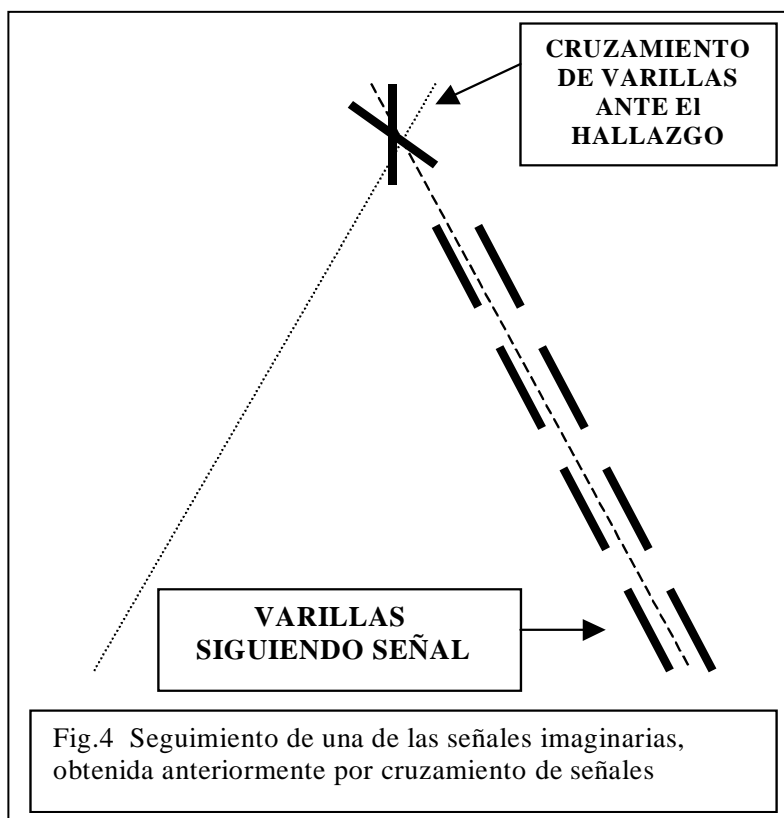 CRUZAMIENTO
DE VARILLAS
ANTE El
HALLAZGO
VARILLAS
SIGUIENDO SEÑAL
Fig.4 Seguimiento de una de las señales imaginarias,
obtenida anteriormente por cruzamiento de señales